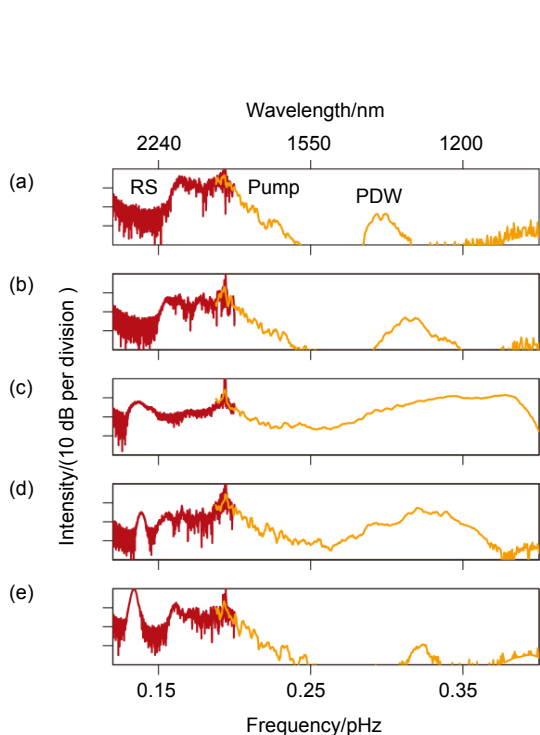 Wavelength/nm
2240 1550 1200
(a) RS Pump PDW
(b)
(c)
(d)
(e)
Intensity/(10 dB per division )
0.15 0.25 0.35
Frequency/pHz